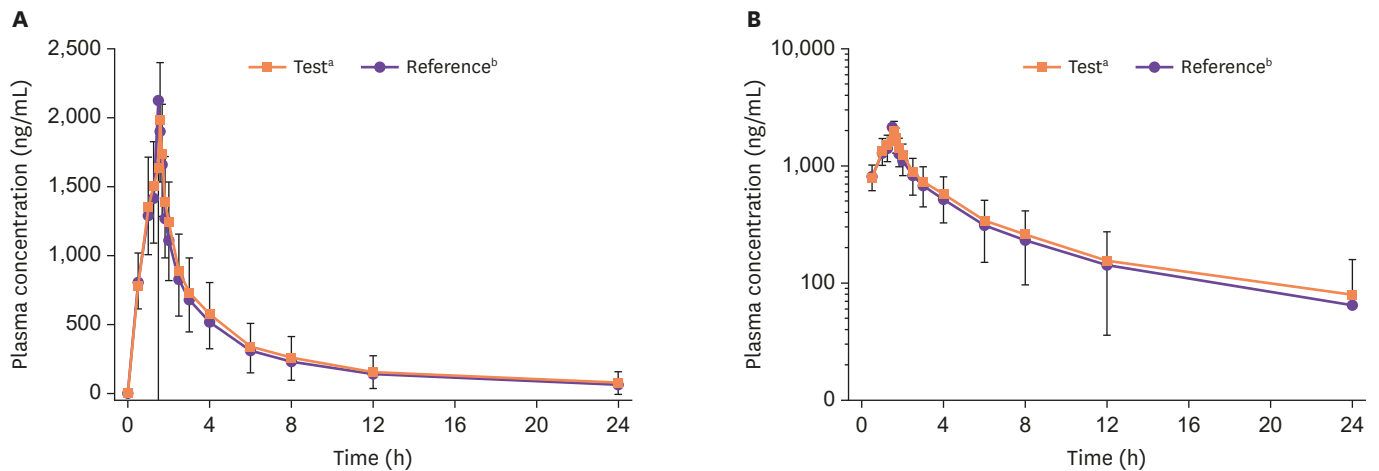 A
2,500
2,000
1,500
1,000
500
0
Plasma concentration (ng/mL)
Testᵃ Referenceᵇ
0 4 8 12 16 20 24
Time (h)
B
10,000
1,000
100
0
Plasma concentration (ng/mL)
Testᵃ Referenceᵇ
0 4 8 12 16 20 24
Time (h)